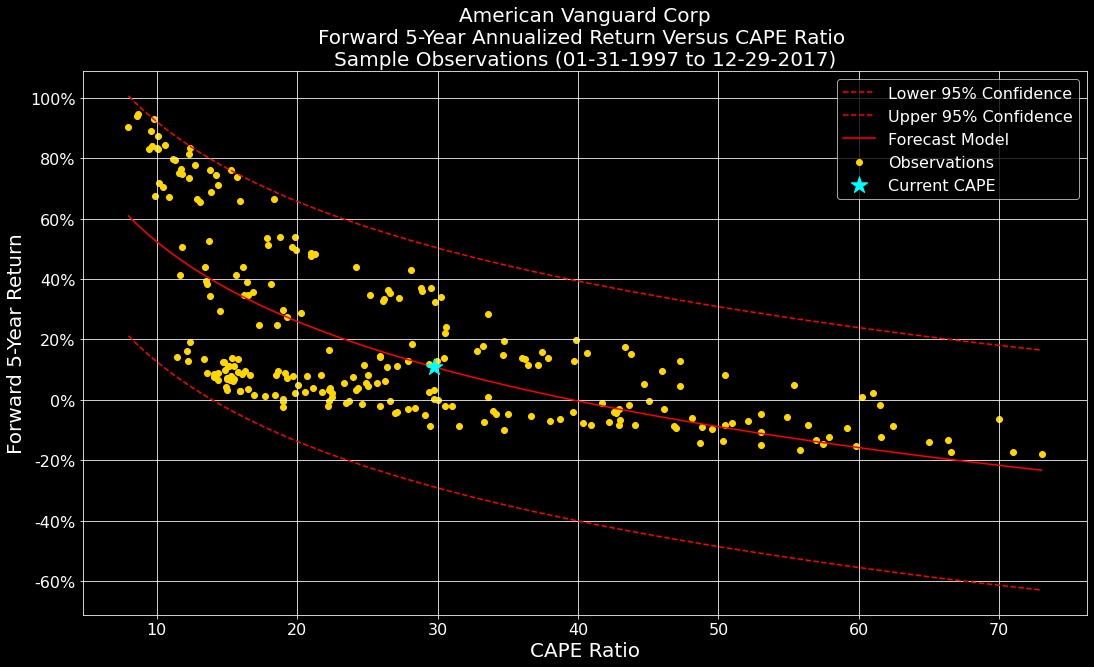 American Vanguard Corp
Forward 5-Year Annualized Return Versus CAPE Ratio
Sample Observations (01-31-1997 to 12-29-2017)
Lower 95% Confidence
Upper 95% Confidence
Forecast Model
Observations
Current CAPE
Forward 5-Year Return
100%
80%
60%
40%
20%
0%
-20%
-40%
-60%
10 20 30 40 50 60 70
CAPE Ratio